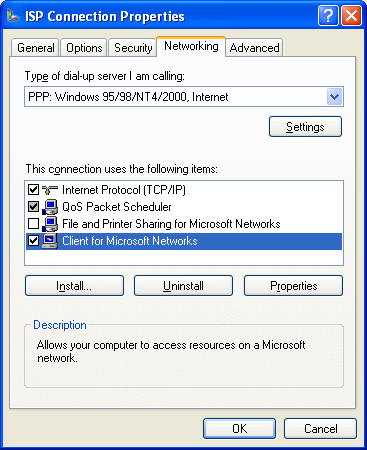 ISP Connection Properties
General Options Security Networking Advanced
Type of dial-up server I am calling:
PPP: Windows 95/98/NT4/2000, Internet
Settings
This connection uses the following items:
Internet Protocol (TCP/IP)
QoS Packet Scheduler
File and Printer Sharing for Microsoft Networks
Client for Microsoft Networks
Install... Uninstall Properties
Description
Allows your computer to access resources on a Microsoft
network.
OK Cancel